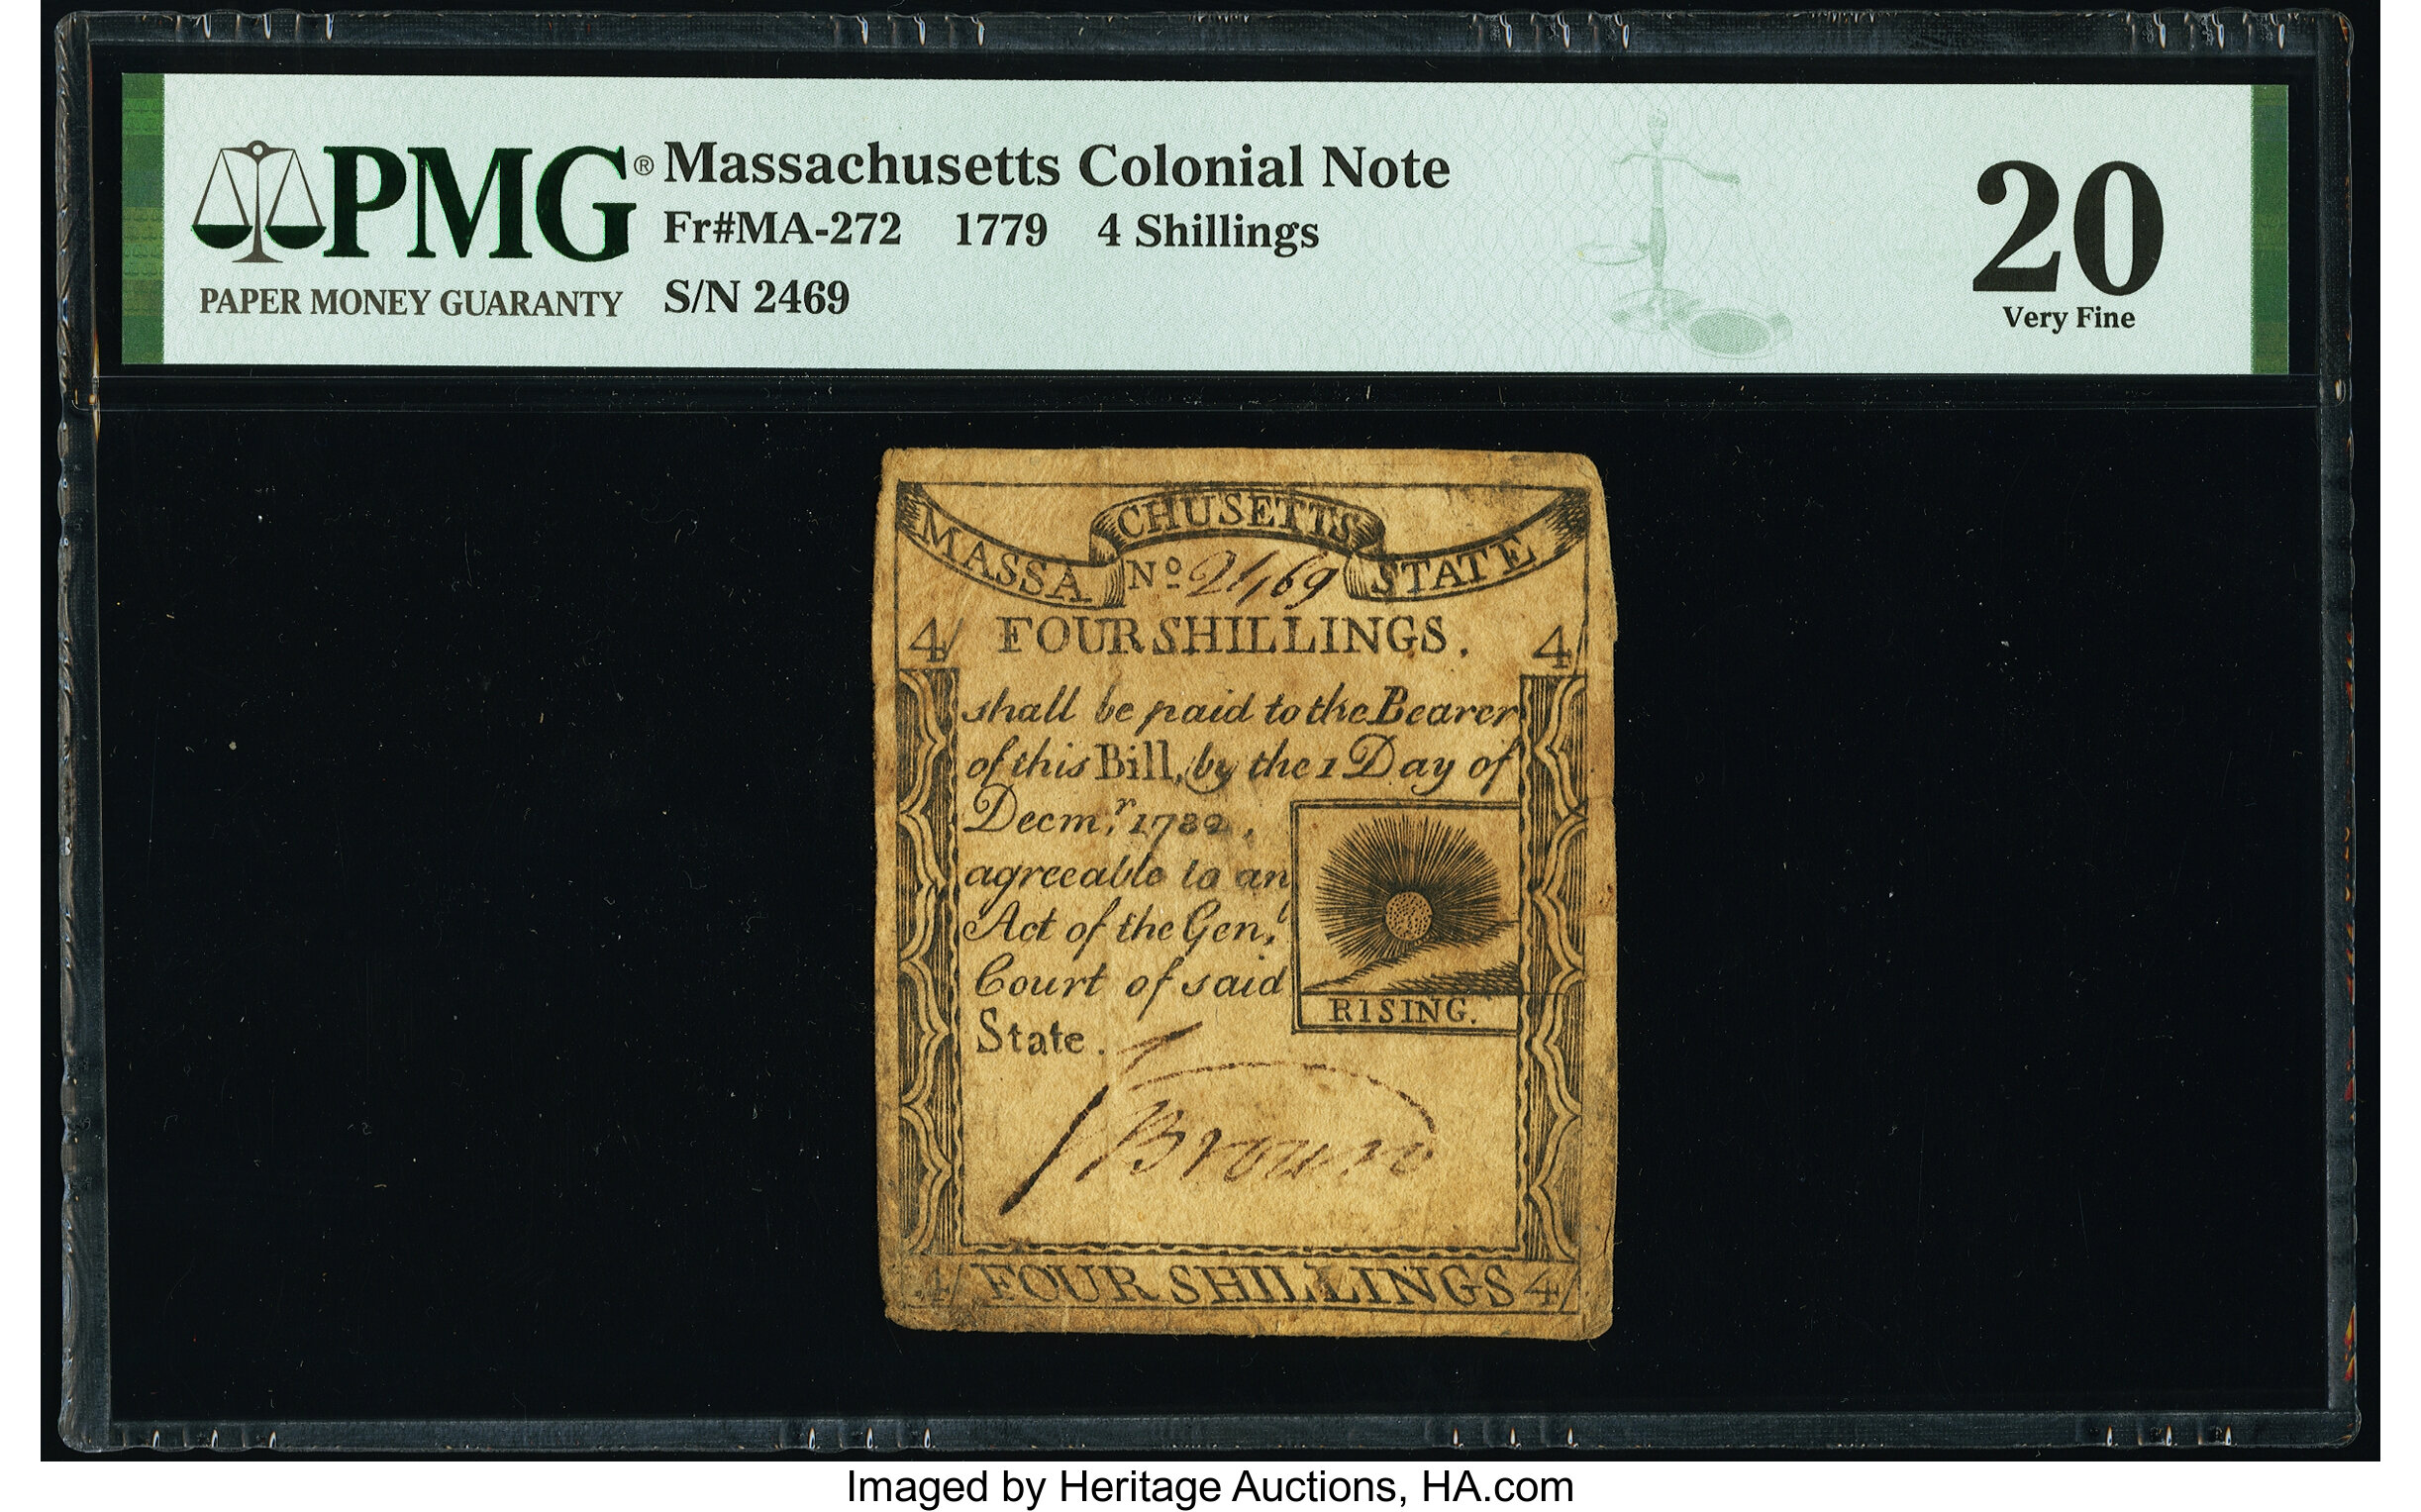 PMG® Massachusetts Colonial Note
Fr#MA-272 1779 4 Shillings
PAPER MONEY GUARANTY S/N 2469
20
Very Fine
MASSA CHUSETTS STATE
No 2469
4/ FOUR SHILLINGS. 4/
shall be paid to the Bearer
of this Bill, by the 1 Day of
Decm.r 1782,
agreeable to an
Act of the Gen.l
Court of said
State.
RISING.
Brown
4/ FOUR SHILLINGS 4/
Imaged by Heritage Auctions, HA.com